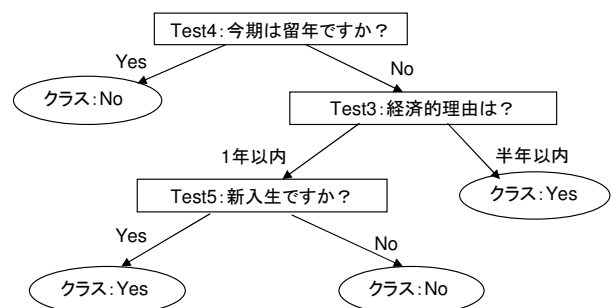 Test4:今期は留年ですか？
Yes
No
クラス:No
Test3:経済的理由は？
1年以内
半年以内
Test5:新入生ですか？
クラス:Yes
Yes
No
クラス:Yes
クラス:No